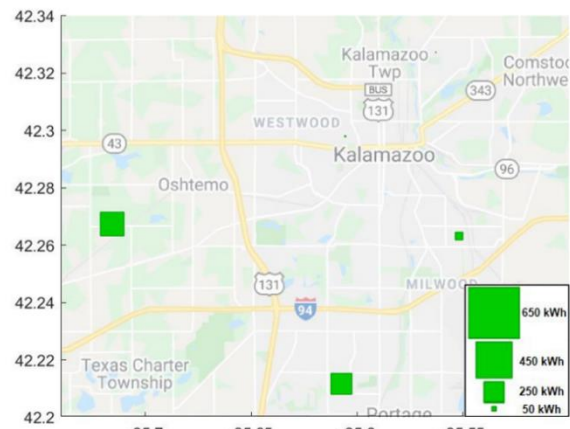 42.34
42.32
42.3
42.28
42.26
42.24
42.22
42.2
Kalamazoo
Twp
Comstoc
Northwe
BUS
131
343
WESTWOOD
43
Kalamazoo
96
Oshtemo
131
MILWOOD
94
650 kWh
450 kWh
250 kWh
50 kWh
Texas Charter
Township
Portage